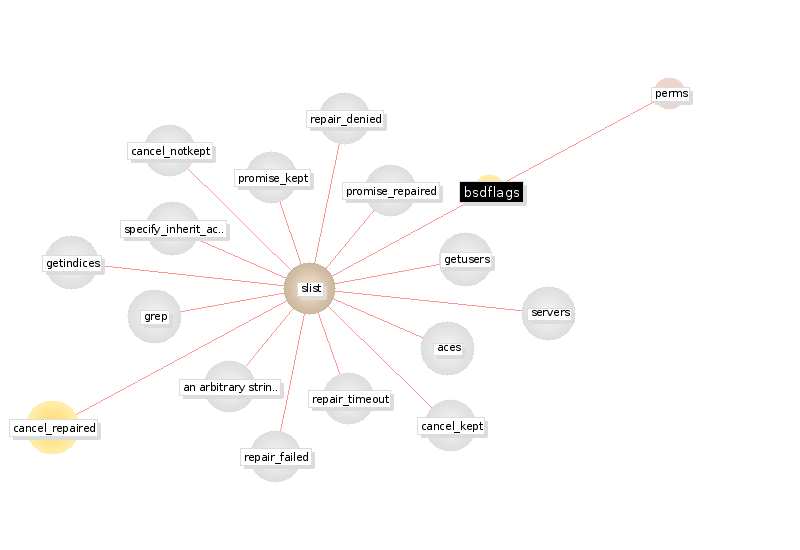 perms
repair_denied
cancel_notkept
promise_kept
promise_repaired
bsdflags
specify_inherit_ac..
getusers
getindices
slist
servers
grep
aces
an arbitrary strin..
repair_timeout
cancel_repaired
cancel_kept
repair_failed